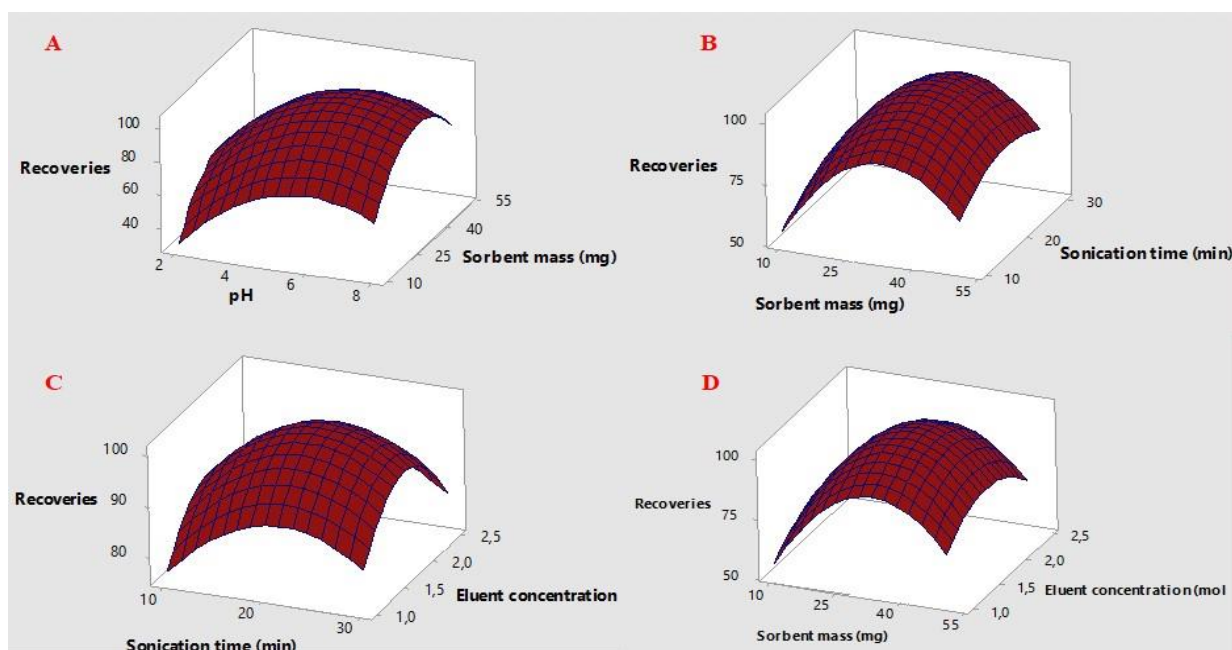 A
100
80
60
40
Recoveries
2
4
6
8
pH
10
25
40
55
Sorbent mass (mg)
B
100
75
50
Recoveries
10
25
40
55
Sorbent mass (mg)
10
20
30
Sonication time (min)
C
100
90
80
Recoveries
10
20
30
Sonication time (min)
1,0
1,5
2,0
2,5
Eluent concentration
D
100
75
50
Recoveries
10
25
40
55
Sorbent mass (mg)
1,0
1,5
2,0
2,5
Eluent concentration (mol